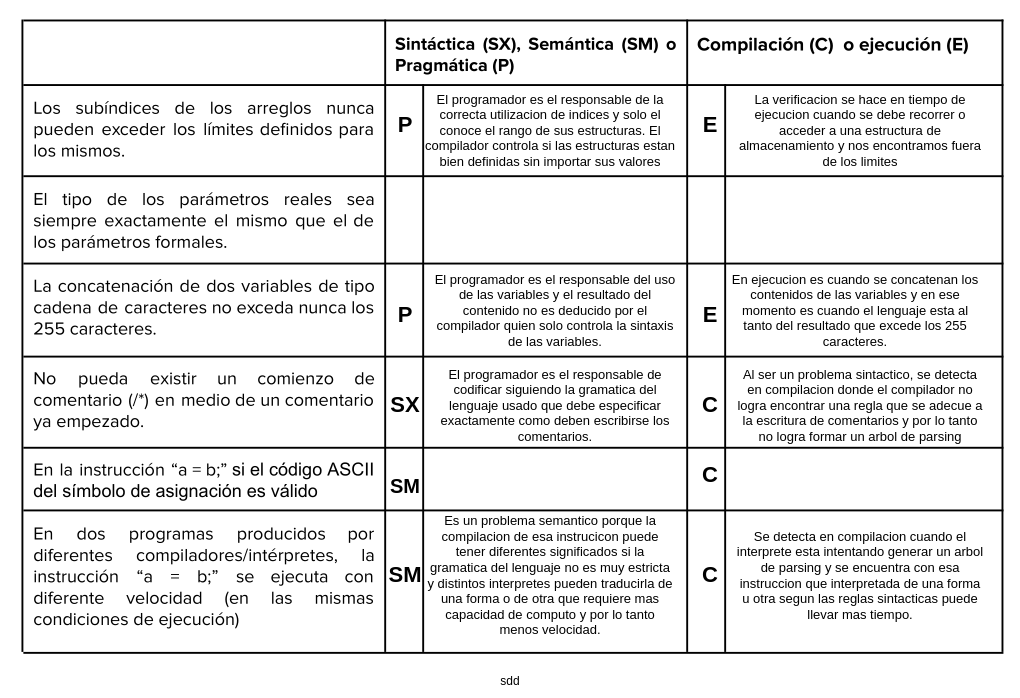 Sintáctica (SX), Semántica (SM) o
Pragmática (P)
Compilación (C) o ejecución (E)
Los subíndices de los arreglos nunca
pueden exceder los límites definidos para
los mismos.
P
El programador es el responsable de la
correcta utilizacion de indices y solo el
conoce el rango de sus estructuras. El
compilador controla si las estructuras estan
bien definidas sin importar sus valores
E
La verificacion se hace en tiempo de
ejecucion cuando se debe recorrer o
acceder a una estructura de
almacenamiento y nos encontramos fuera
de los limites
El tipo de los parámetros reales sea
siempre exactamente el mismo que el de
los parámetros formales.
La concatenación de dos variables de tipo
cadena de caracteres no exceda nunca los
255 caracteres.
P
El programador es el responsable del uso
de las variables y el resultado del
contenido no es deducido por el
compilador quien solo controla la sintaxis
de las variables.
E
En ejecucion es cuando se concatenan los
contenidos de las variables y en ese
momento es cuando el lenguaje esta al
tanto del resultado que excede los 255
caracteres.
No pueda existir un comienzo de
comentario (/*) en medio de un comentario
ya empezado.
SX
El programador es el responsable de
codificar siguiendo la gramatica del
lenguaje usado que debe especificar
exactamente como deben escribirse los
comentarios.
C
Al ser un problema sintactico, se detecta
en compilacion donde el compilador no
logra encontrar una regla que se adecue a
la escritura de comentarios y por lo tanto
no logra formar un arbol de parsing
En la instrucción “a = b;” si el código ASCII
del símbolo de asignación es válido
SM
C
En dos programas producidos por
diferentes compiladores/intérpretes, la
instrucción “a = b;” se ejecuta con
diferente velocidad (en las mismas
condiciones de ejecución)
SM
Es un problema semantico porque la
compilacion de esa instrucicon puede
tener diferentes significados si la
gramatica del lenguaje no es muy estricta
y distintos interpretes pueden traducirla de
una forma o de otra que requiere mas
capacidad de computo y por lo tanto
menos velocidad.
C
Se detecta en compilacion cuando el
interprete esta intentando generar un arbol
de parsing y se encuentra con esa
instruccion que interpretada de una forma
u otra segun las reglas sintacticas puede
llevar mas tiempo.
sdd